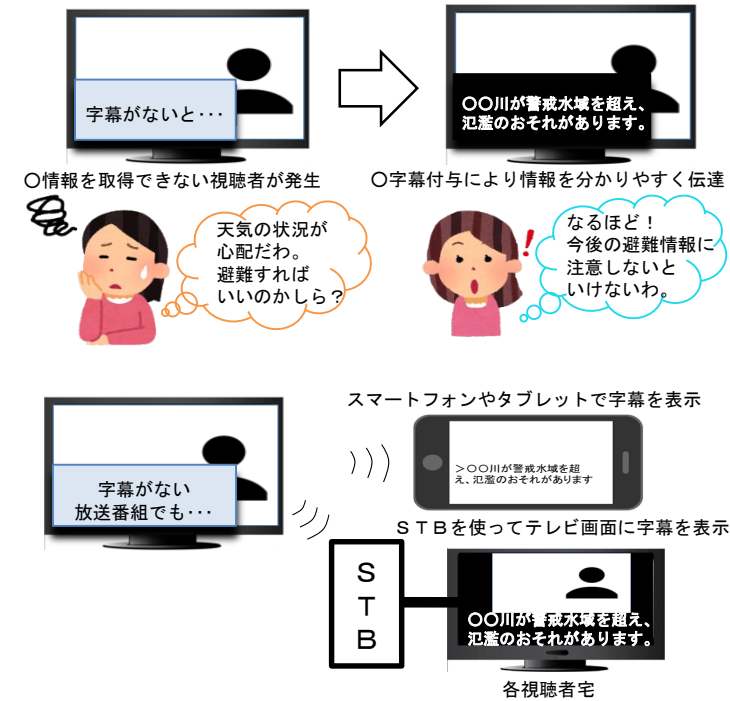 字幕がないと･･･
〇〇川が警戒水域を超え、
氾濫のおそれがあります。
〇情報を取得できない視聴者が発生
〇字幕付与により情報を分かりやすく伝達
天気の状況が
心配だわ。
避難すれば
いいのかしら？
なるほど！
今後の避難情報に
注意しないと
いけないわ。
スマートフォンやタブレットで字幕を表示
字幕がない
放送番組でも･･･
＞〇〇川が警戒水域を超
え、氾濫のおそれがあります
ＳＴＢを使ってテレビ画面に字幕を表示
Ｓ
Ｔ
Ｂ
〇〇川が警戒水域を超え、
氾濫のおそれがあります。
各視聴者宅